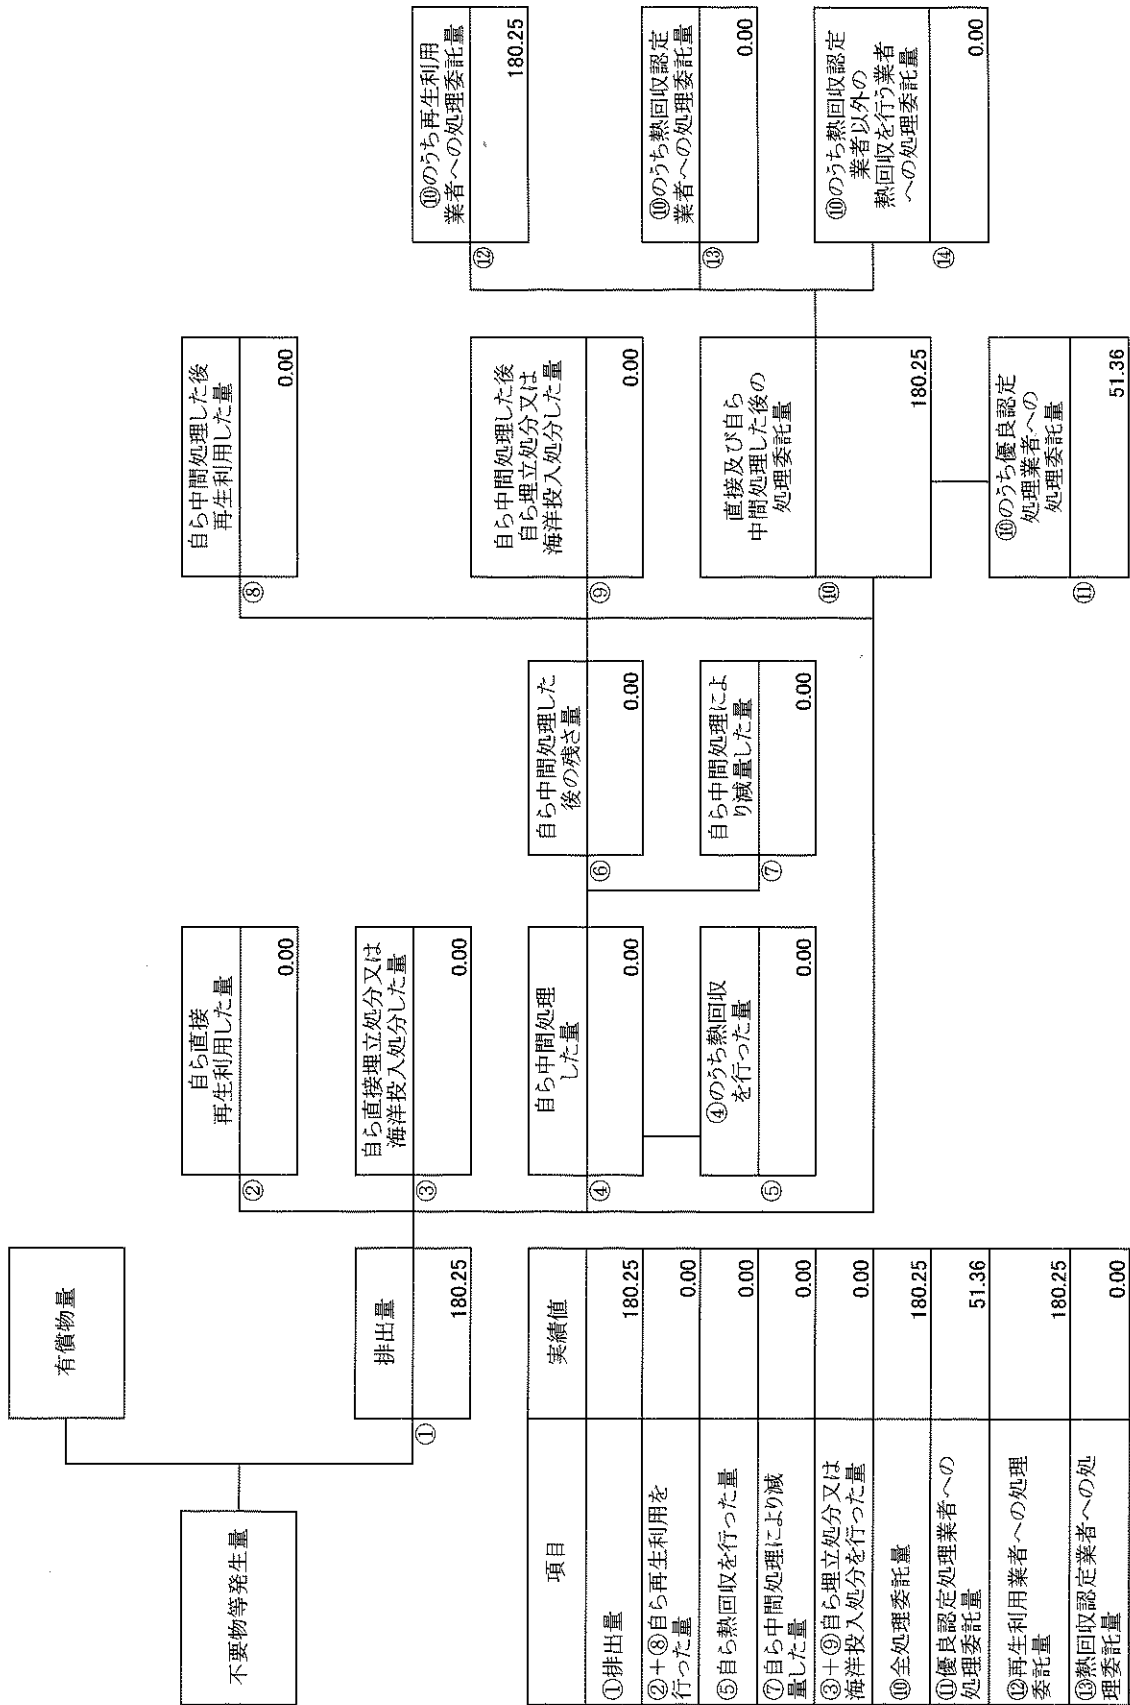 不要物等発生量
有償物量
①
排出量
180.25
②
自ら直接
再生利用した量
0.00
③
自ら直接埋立処分又は
海洋投入処分した量
0.00
④
自ら中間処理
した量
0.00
⑤
④のうち熱回収
を行った量
0.00
⑥
自ら中間処理した
後の残さ量
0.00
⑦
自ら中間処理によ
り減量した量
0.00
⑧
自ら中間処理した後
再生利用した量
0.00
⑨
自ら中間処理した後
自ら埋立処分又は
海洋投入処分した量
0.00
⑩
直接及び自ら
中間処理した後の
処理委託量
180.25
⑪
⑩のうち優良認定
処理業者への
処理委託量
51.36
⑫
⑩のうち再生利用
業者への処理委託量
180.25
⑬
⑩のうち熱回収認定
業者への処理委託量
0.00
⑭
⑩のうち熱回収認定
業者以外の
熱回収を行う業者
への処理委託量
0.00
項目 実績値
①排出量 180.25
②+⑧自ら再生利用を
行った量 0.00
⑤自ら熱回収を行った量 0.00
⑦自ら中間処理により減
量した量 0.00
③+⑨自ら埋立処分又は
海洋投入処分を行った量 0.00
⑩全処理委託量 180.25
⑪優良認定処理業者への
処理委託量 51.36
⑫再生利用業者への処理
委託量 180.25
⑬熱回収認定業者への処
理委託量 0.00